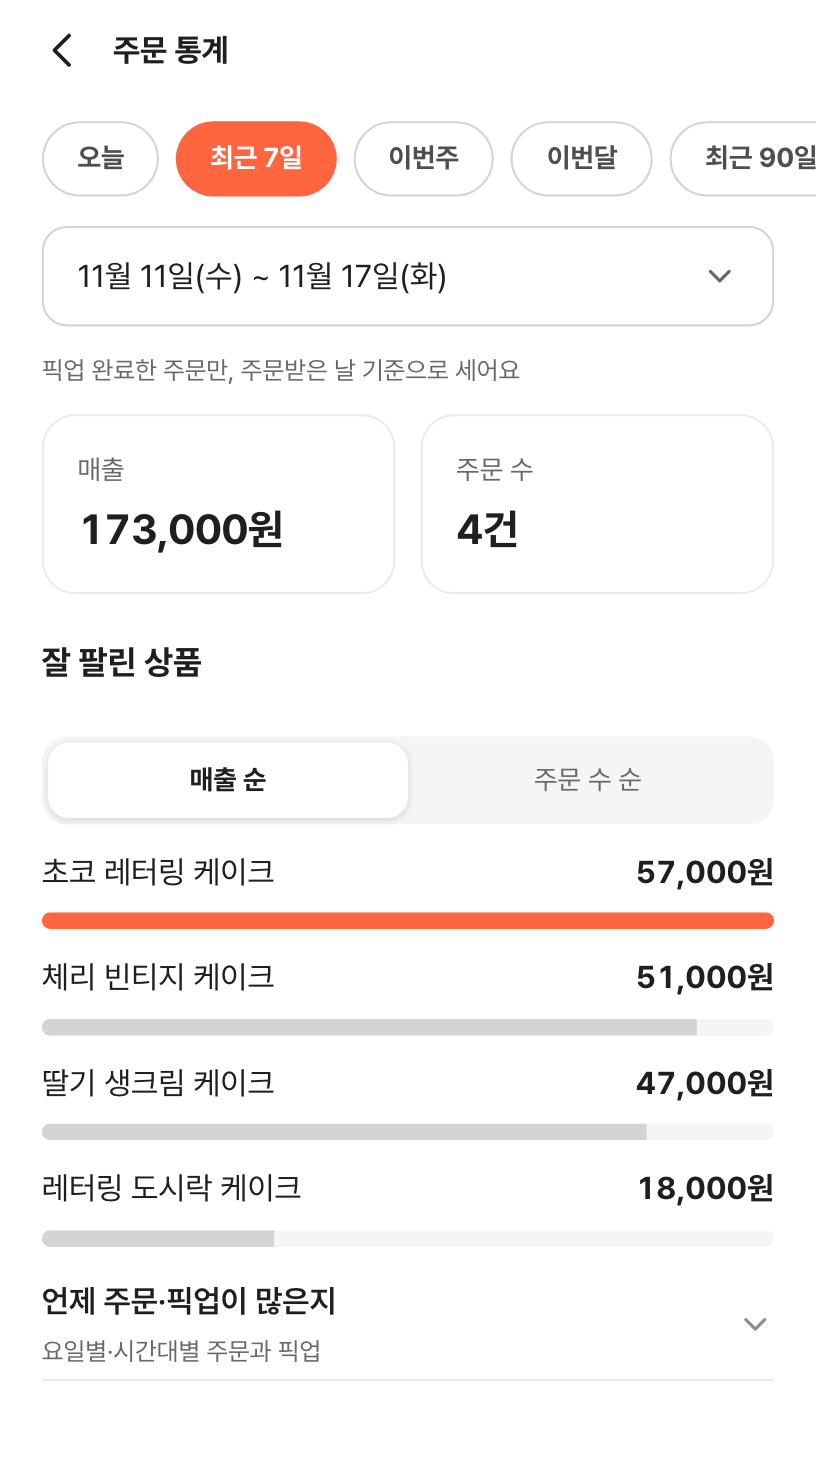 주문 통계
오늘
최근 7일
이번주
이번달
최근 90일
11월 11일(수) ~ 11월 17일(화)
픽업 완료한 주문만, 주문받은 날 기준으로 세어요
매출
173,000원
주문 수
4건
잘 팔린 상품
매출 순
주문 수 순
초코 레터링 케이크 57,000원
체리 빈티지 케이크 51,000원
딸기 생크림 케이크 47,000원
레터링 도시락 케이크 18,000원
언제 주문·픽업이 많은지
요일별·시간대별 주문과 픽업